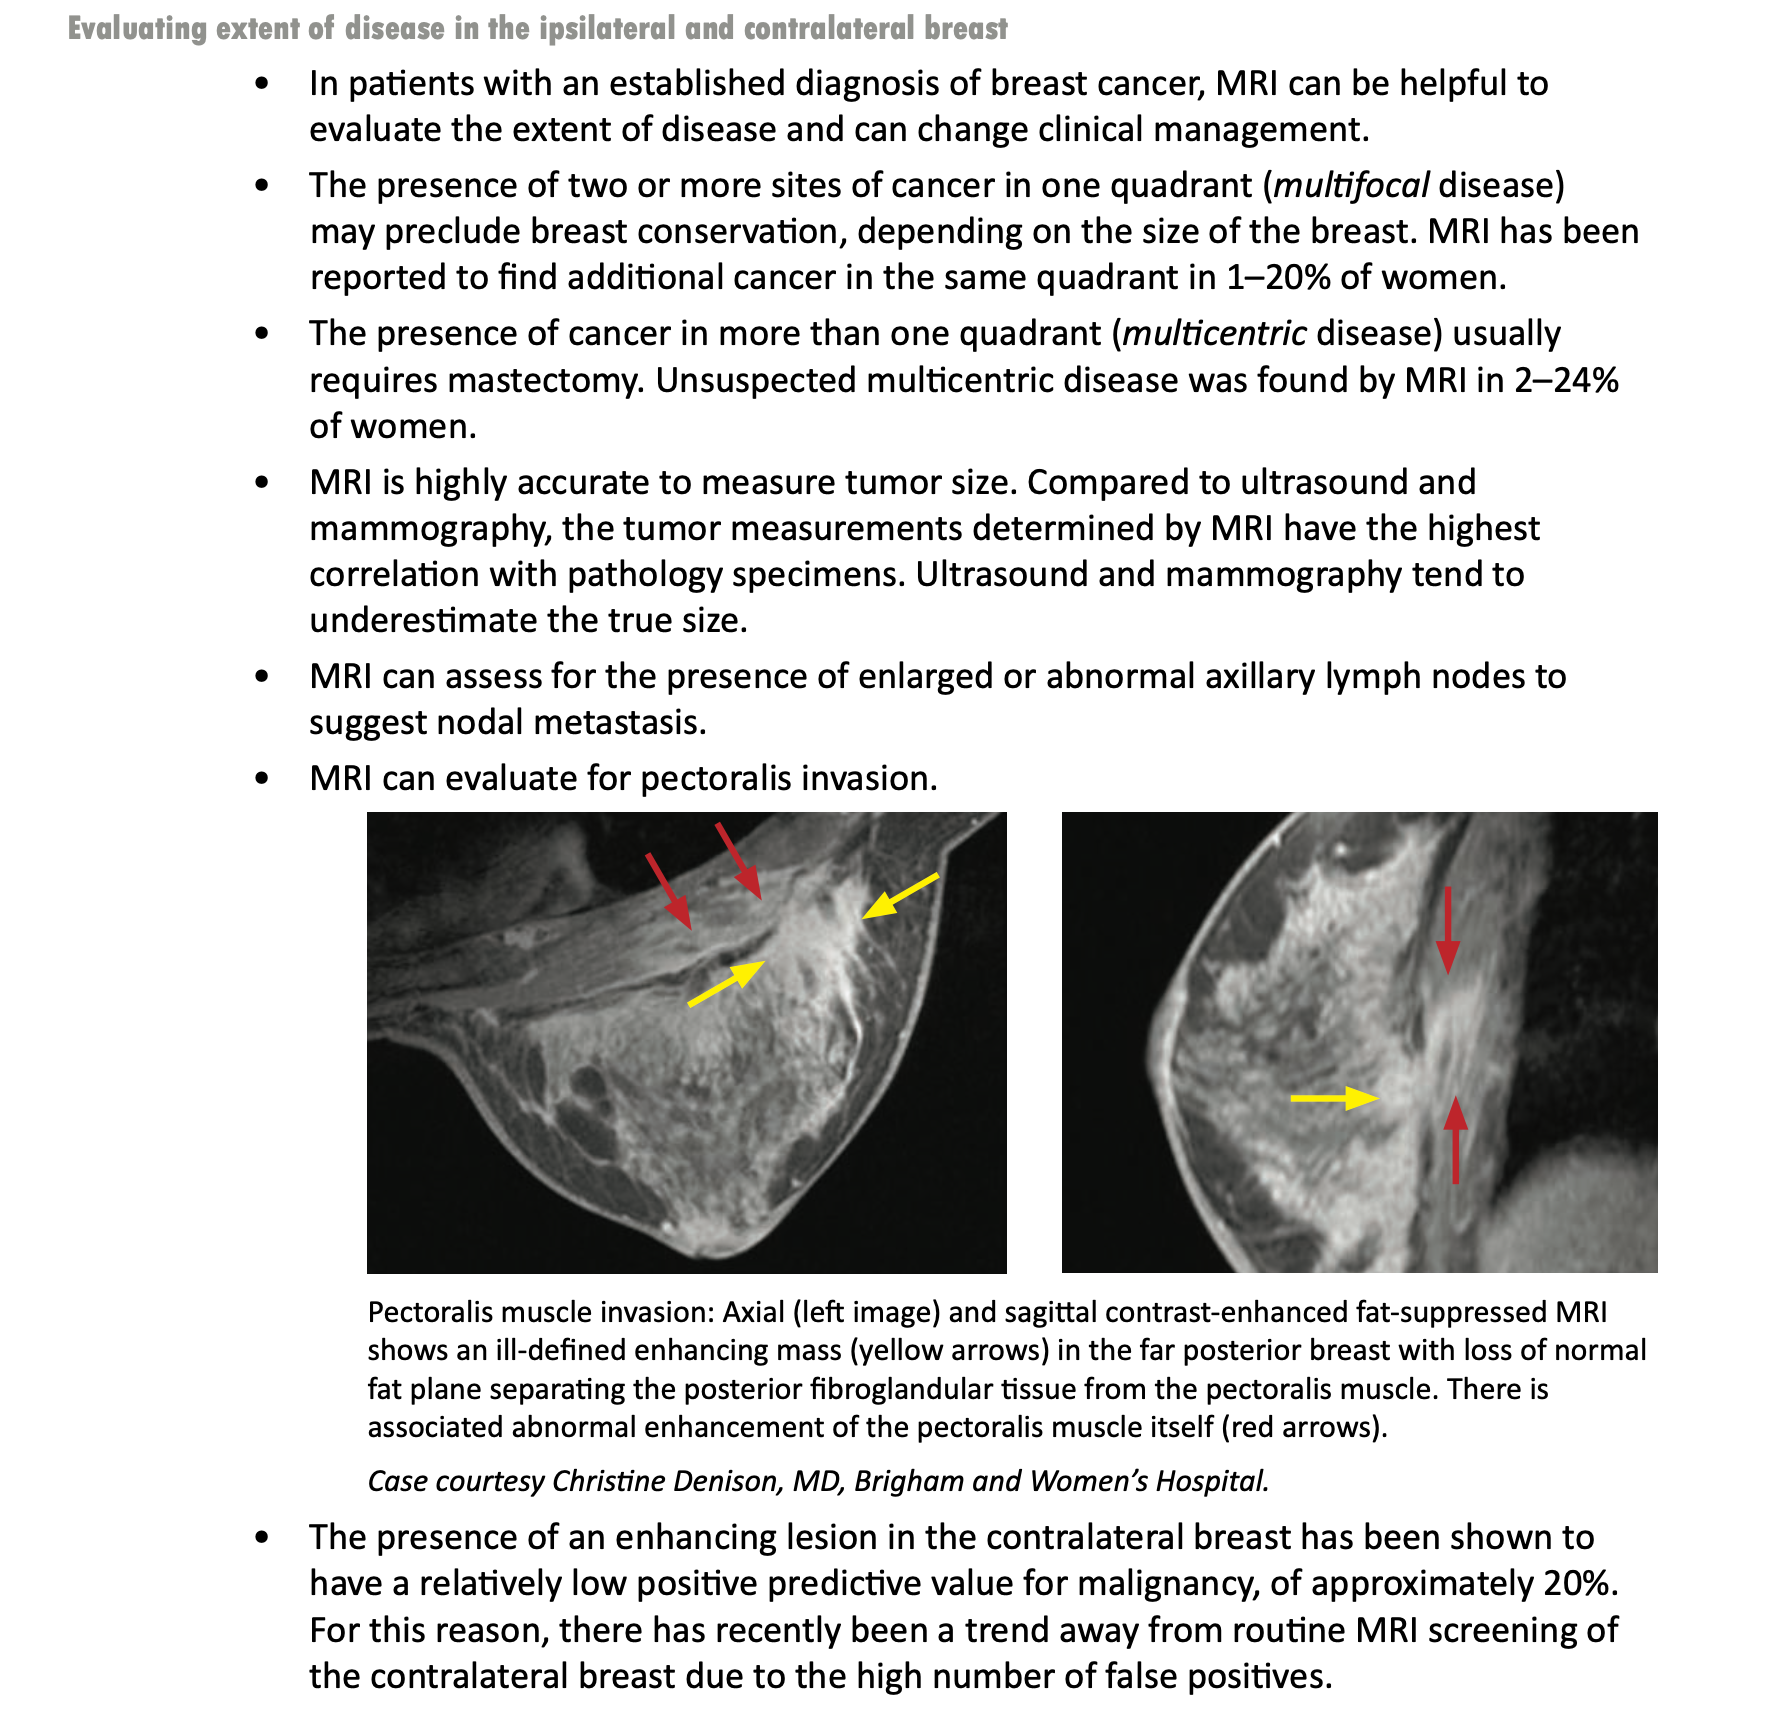 Evaluating extent of disease in the ipsilateral and contralateral breast
• In patients with an established diagnosis of breast cancer, MRI can be helpful to
evaluate the extent of disease and can change clinical management.
• The presence of two or more sites of cancer in one quadrant (multifocal disease)
may preclude breast conservation, depending on the size of the breast. MRI has been
reported to find additional cancer in the same quadrant in 1–20% of women.
• The presence of cancer in more than one quadrant (multicentric disease) usually
requires mastectomy. Unsuspected multicentric disease was found by MRI in 2–24%
of women.
• MRI is highly accurate to measure tumor size. Compared to ultrasound and
mammography, the tumor measurements determined by MRI have the highest
correlation with pathology specimens. Ultrasound and mammography tend to
underestimate the true size.
• MRI can assess for the presence of enlarged or abnormal axillary lymph nodes to
suggest nodal metastasis.
• MRI can evaluate for pectoralis invasion.
Pectoralis muscle invasion: Axial (left image) and sagittal contrast-enhanced fat-suppressed MRI
shows an ill-defined enhancing mass (yellow arrows) in the far posterior breast with loss of normal
fat plane separating the posterior fibroglandular tissue from the pectoralis muscle. There is
associated abnormal enhancement of the pectoralis muscle itself (red arrows).
Case courtesy Christine Denison, MD, Brigham and Women’s Hospital.
• The presence of an enhancing lesion in the contralateral breast has been shown to
have a relatively low positive predictive value for malignancy, of approximately 20%.
For this reason, there has recently been a trend away from routine MRI screening of
the contralateral breast due to the high number of false positives.